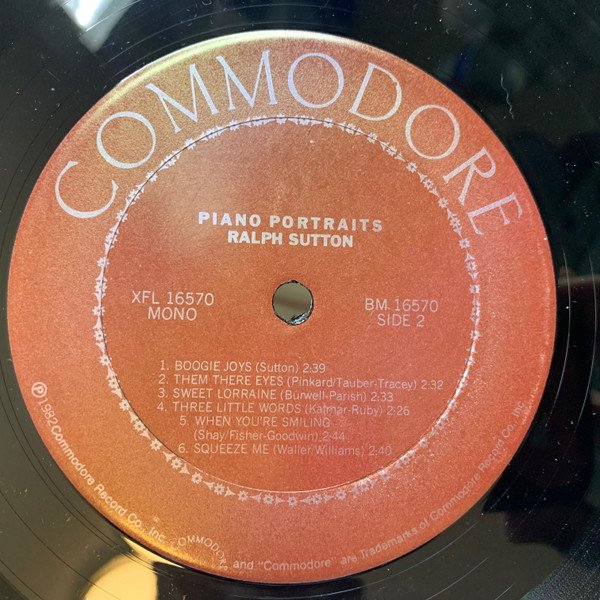 COMMODORE
PIANO PORTRAITS
RALPH SUTTON
XFL 16570
MONO
BM 16570
SIDE 2
1. BOOGIE JOYS (Sutton) 2:39
2. THEM THERE EYES (Pinkard/Tauber-Tracey) 2:32
3. SWEET LORRAINE (Burwell-Parish) 2:33
4. THREE LITTLE WORDS (Kalmar-Ruby) 2:26
5. WHEN YOU'RE SMILING
(Shay/Fisher-Goodwin) 2:44
6. SQUEEZE ME (Waller/Williams) 2:40
Ⓟ1982 Commodore Record Co., Inc. "COMMODORE" and "Commodore" are Trademarks of Commodore Record Co., Inc.